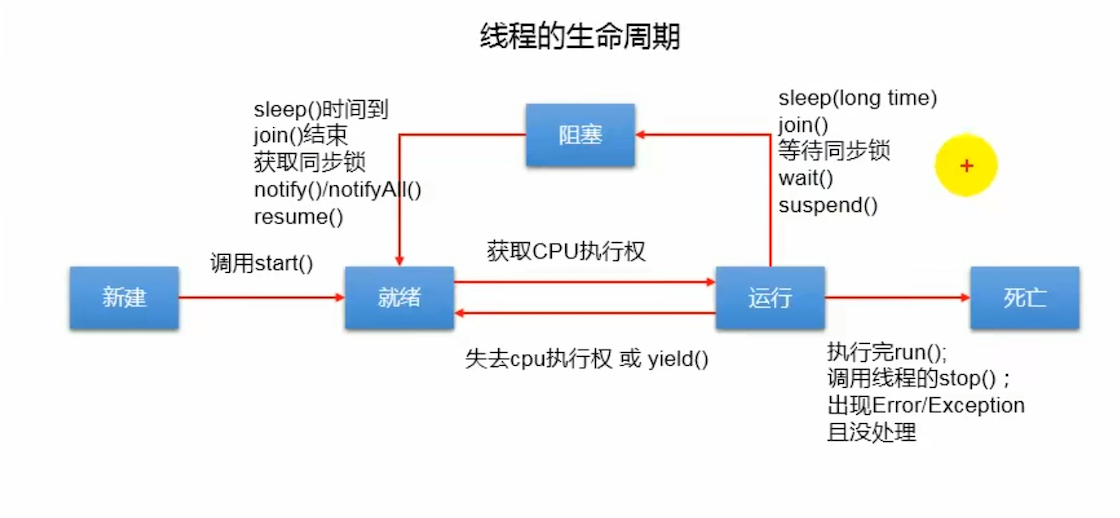 线程的生命周期
sleep()时间到
join()结束
获取同步锁
notify()/notifyAll()
resume()
阻塞
sleep(long time)
join()
等待同步锁
wait()
suspend()
调用start()
获取CPU执行权
新建
就绪
运行
死亡
失去cpu执行权 或 yield()
执行完run();
调用线程的stop()；
出现Error/Exception
且没处理